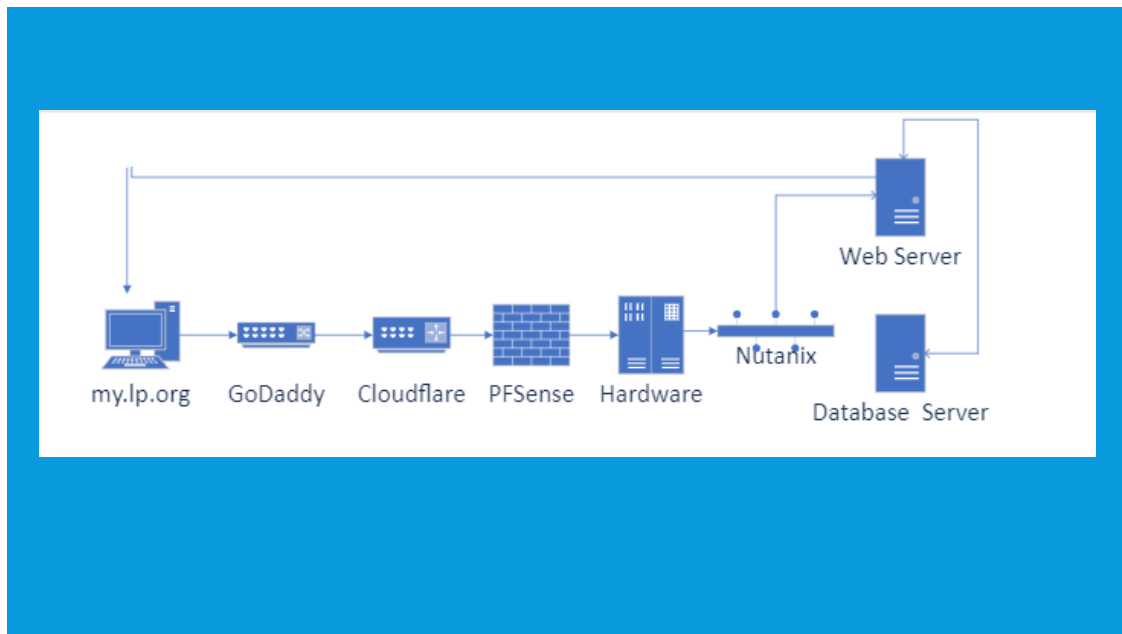 Web Server
Nutanix
my.lp.org
GoDaddy
Cloudflare
PFSense
Hardware
Database Server